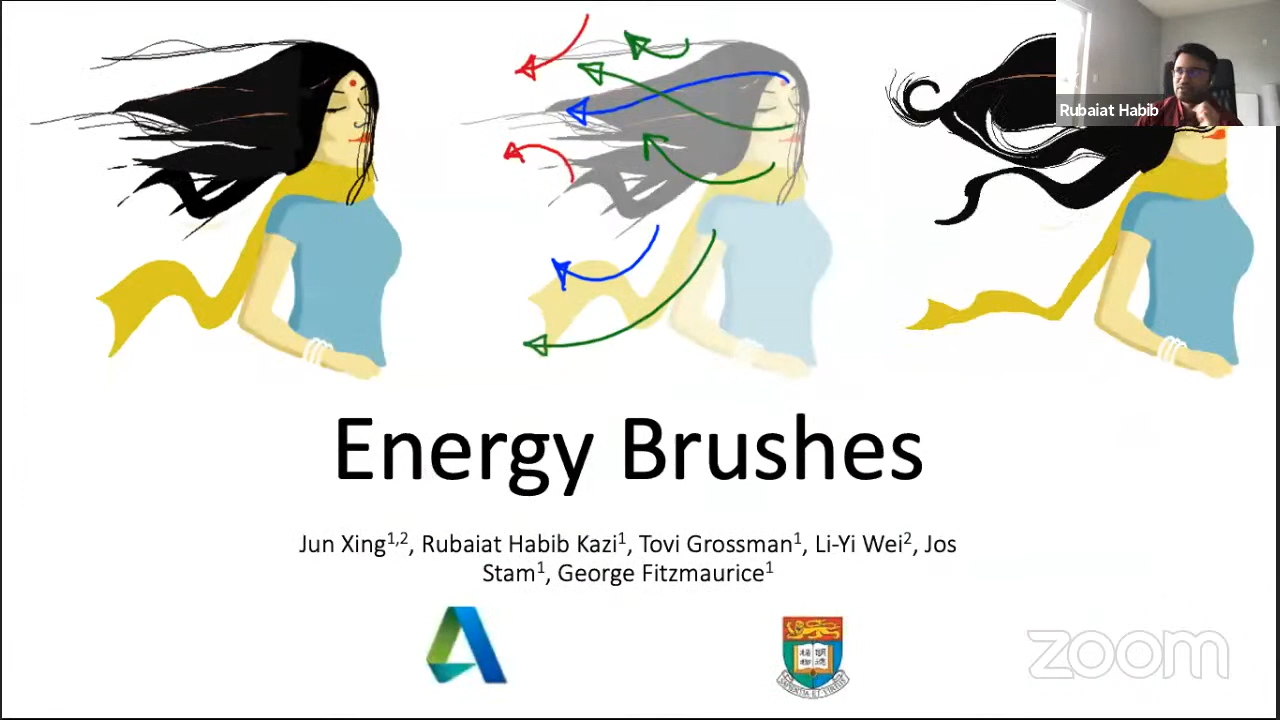 Rubaiat Habib
Energy Brushes
Jun Xing1,2, Rubaiat Habib Kazi1, Tovi Grossman1, Li-Yi Wei2, Jos
Stam1, George Fitzmaurice1
zoom